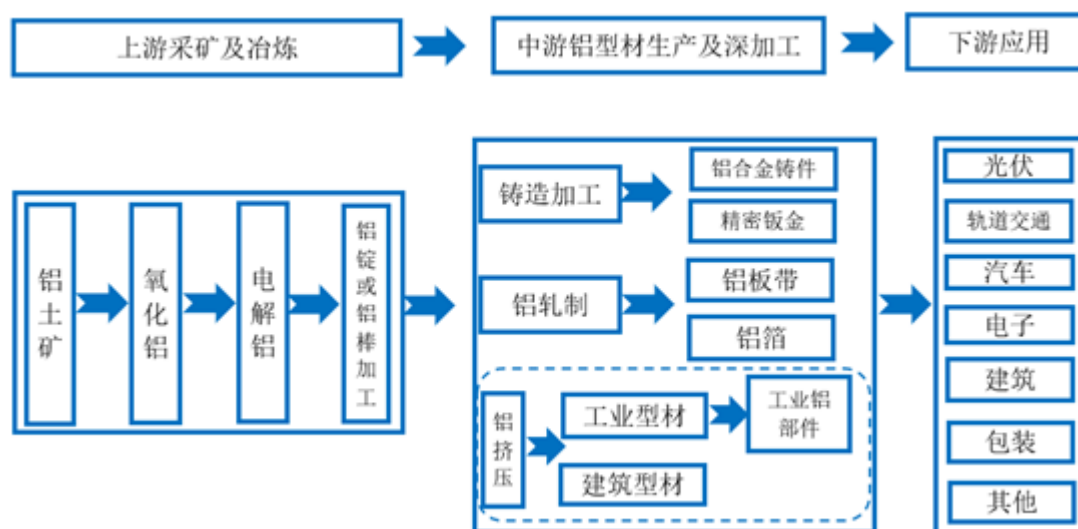 上游采矿及冶炼
中游铝型材生产及深加工
下游应用
铝土矿
氧化铝
电解铝
铝锭或铝棒加工
铸造加工
铝合金铸件
精密钣金
铝轧制
铝板带
铝箔
铝挤压
工业型材
工业铝
部件
建筑型材
光伏
轨道交通
汽车
电子
建筑
包装
其他